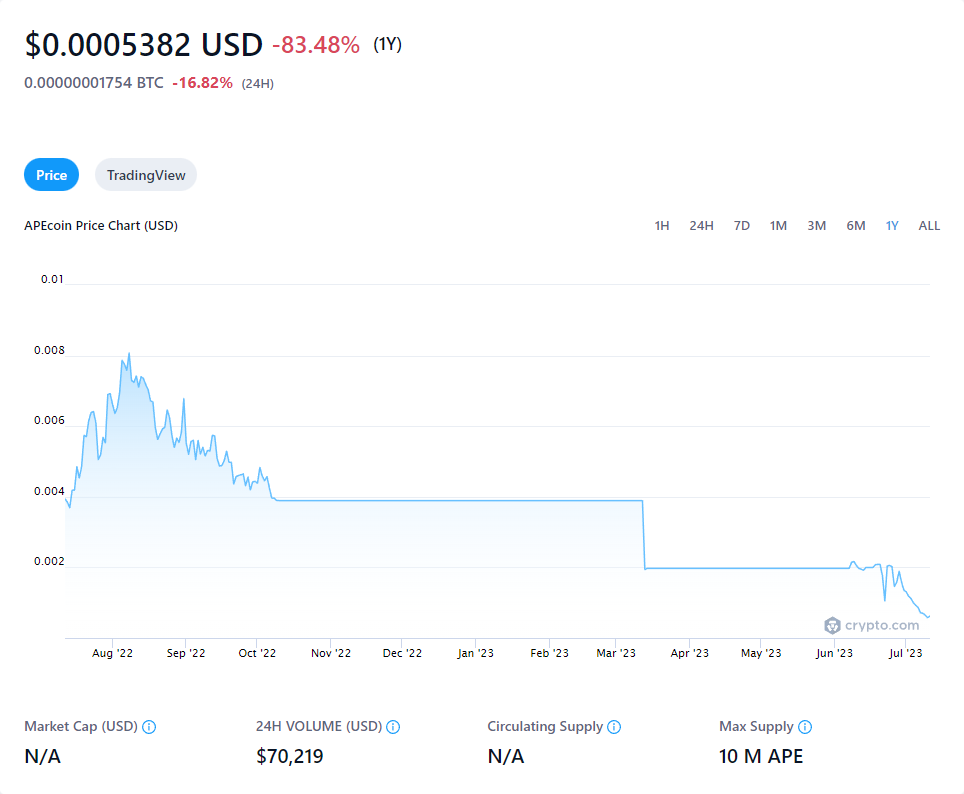 $0.0005382 USD -83.48% (1Y)
0.00000001754 BTC -16.82% (24H)
Price TradingView
APEcoin Price Chart (USD) 1H 24H 7D 1M 3M 6M 1Y ALL
0.01
0.008
0.006
0.004
0.002
crypto.com
Aug '22 Sep '22 Oct '22 Nov '22 Dec '22 Jan '23 Feb '23 Mar '23 Apr '23 May '23 Jun '23 Jul '23
Market Cap (USD) 24H VOLUME (USD) Circulating Supply Max Supply
N/A $70,219 N/A 10 M APE